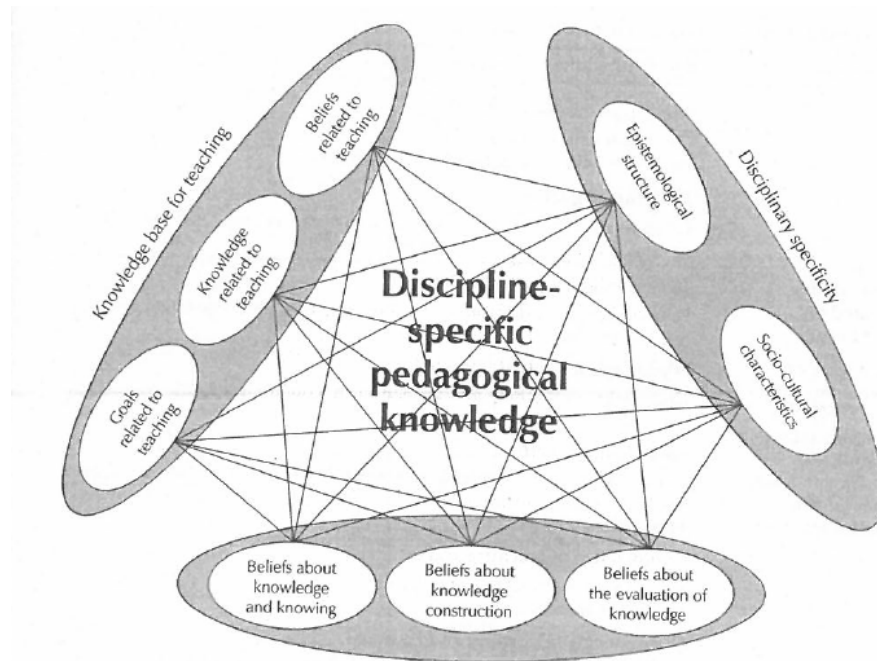 Knowledge base for teaching
Beliefs
related to
teaching
Knowledge
related to
teaching
Goals
related to
teaching
Disciplinary specificity
Epistemological
structure
Socio-cultural
characteristics
Discipline-
specific
pedagogical
knowledge
Beliefs about
knowledge
and knowing
Beliefs about
knowledge
construction
Beliefs about
the evaluation of
knowledge